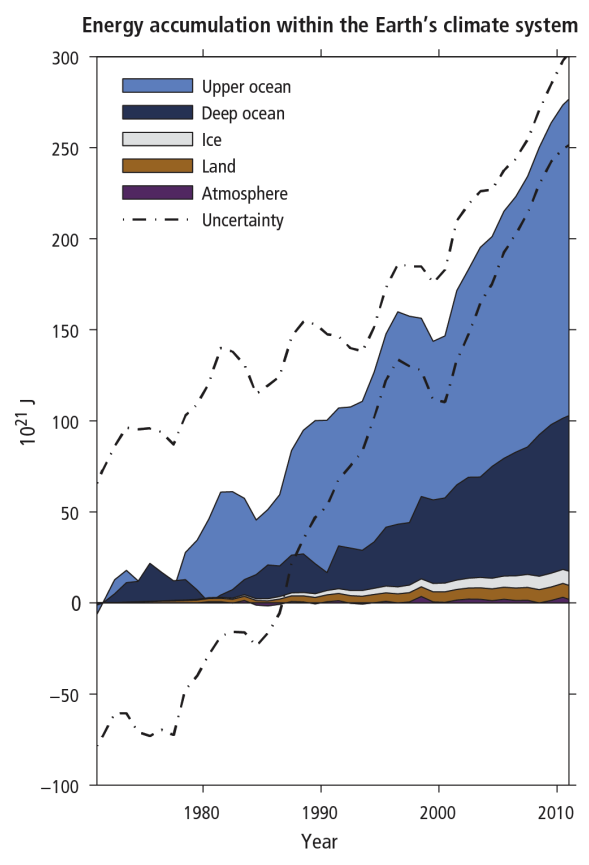 Energy accumulation within the Earth's climate system
300
250
200
150
100
50
0
−50
−100
10²¹ J
Upper ocean
Deep ocean
Ice
Land
Atmosphere
Uncertainty
1980 1990 2000 2010
Year